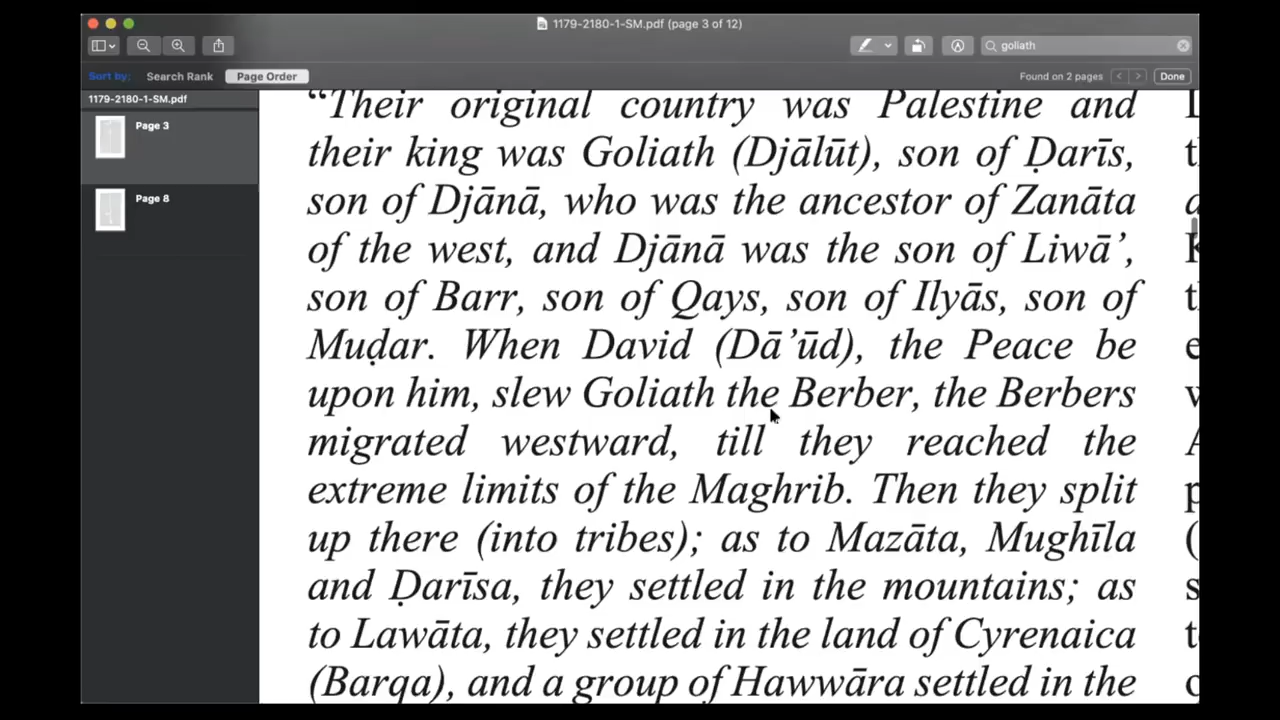 1179-2180-1-SM.pdf (page 3 of 12)
goliath
Sort by: Search Rank Page Order Found on 2 pages Done
1179-2180-1-SM.pdf
Page 3
Page 8
“Their original country was Palestine and
their king was Goliath (Djālūt), son of Ḍarīs,
son of Djānā, who was the ancestor of Zanāta
of the west, and Djānā was the son of Liwā’,
son of Barr, son of Qays, son of Ilyās, son of
Muḍar. When David (Dā’ūd), the Peace be
upon him, slew Goliath the Berber, the Berbers
migrated westward, till they reached the
extreme limits of the Maghrib. Then they split
up there (into tribes); as to Mazāta, Mughīla
and Ḍarīsa, they settled in the mountains; as
to Lawāta, they settled in the land of Cyrenaica
(Barqa), and a group of Hawwāra settled in the